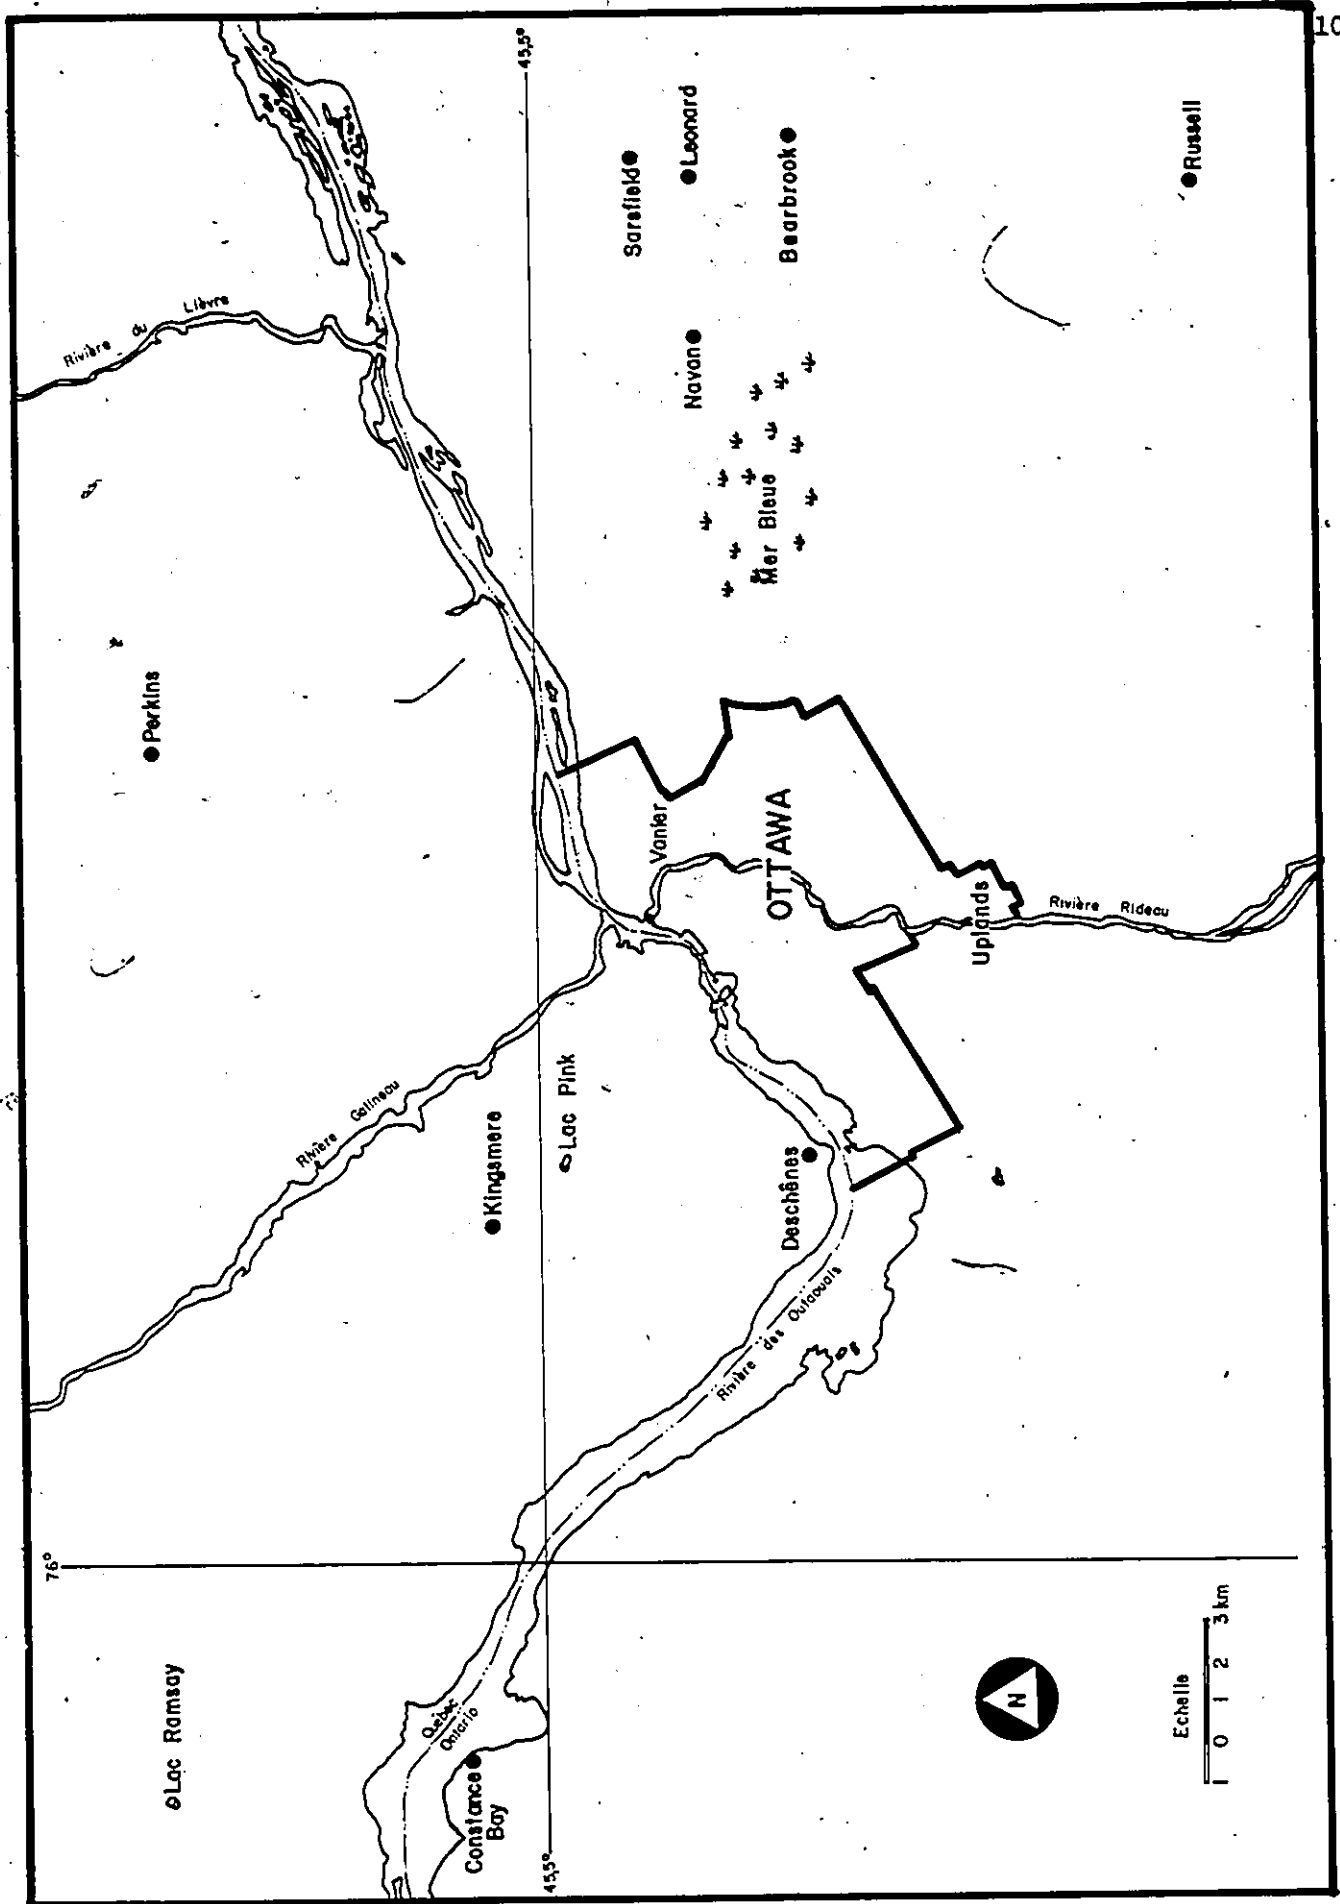 10
76°
Lac Ramsay
Perkins
Rivière du Lièvre
Rivière Gatineau
Constance
Bay
Québec
Ontario
Kingsmere
Lac Pink
45,5°
45,5°
Rivière des Outaouais
Deschênes
Vanier
OTTAWA
Uplands
Rivière Rideau
Mer Bleue
Navan
Sarsfield
Leonard
Bearbrook
Russell
N
Echelle
1 0 1 2 3 km